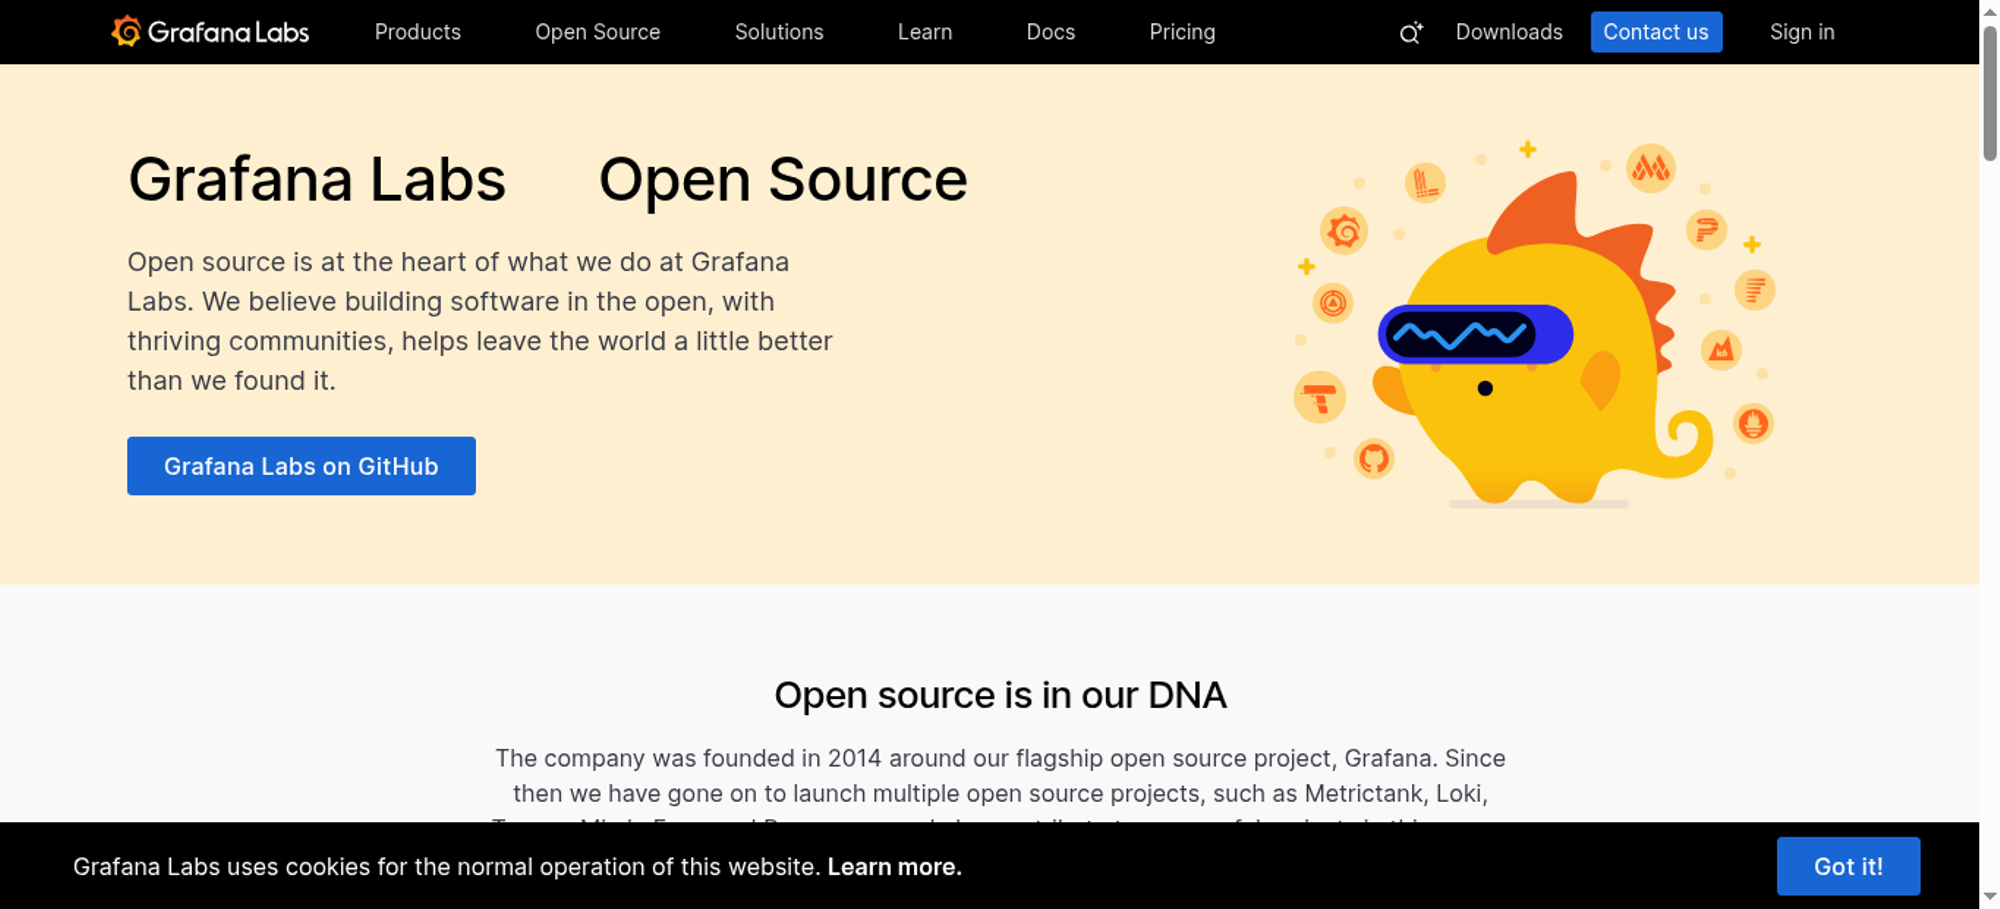 Grafana Labs
Products
Open Source
Solutions
Learn
Docs
Pricing
Downloads
Contact us
Sign in
Grafana Labs Open Source
Open source is at the heart of what we do at Grafana
Labs. We believe building software in the open, with
thriving communities, helps leave the world a little better
than we found it.
Grafana Labs on GitHub
k6
Open source is in our DNA
The company was founded in 2014 around our flagship open source project, Grafana. Since
then we have gone on to launch multiple open source projects, such as Metrictank, Loki,
Grafana Labs uses cookies for the normal operation of this website. Learn more.
Got it!